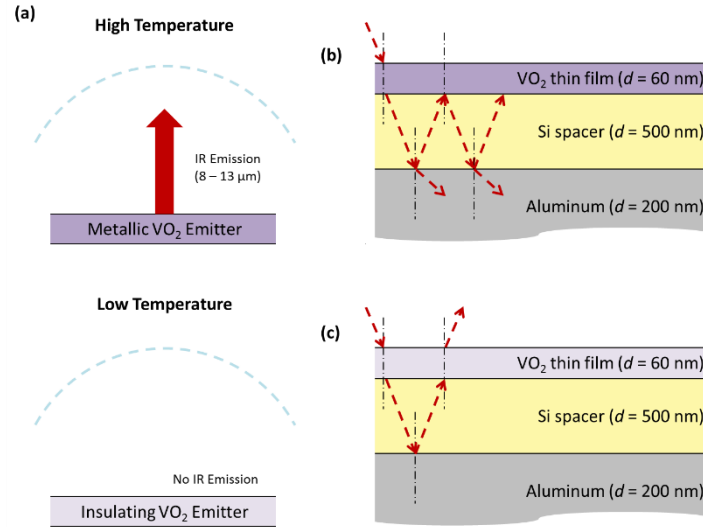 (a)
High Temperature
IR Emission
(8 – 13 μm)
Metallic VO₂ Emitter
Low Temperature
No IR Emission
Insulating VO₂ Emitter
(b)
VO₂ thin film (d = 60 nm)
Si spacer (d = 500 nm)
Aluminum (d = 200 nm)
(c)
VO₂ thin film (d = 60 nm)
Si spacer (d = 500 nm)
Aluminum (d = 200 nm)